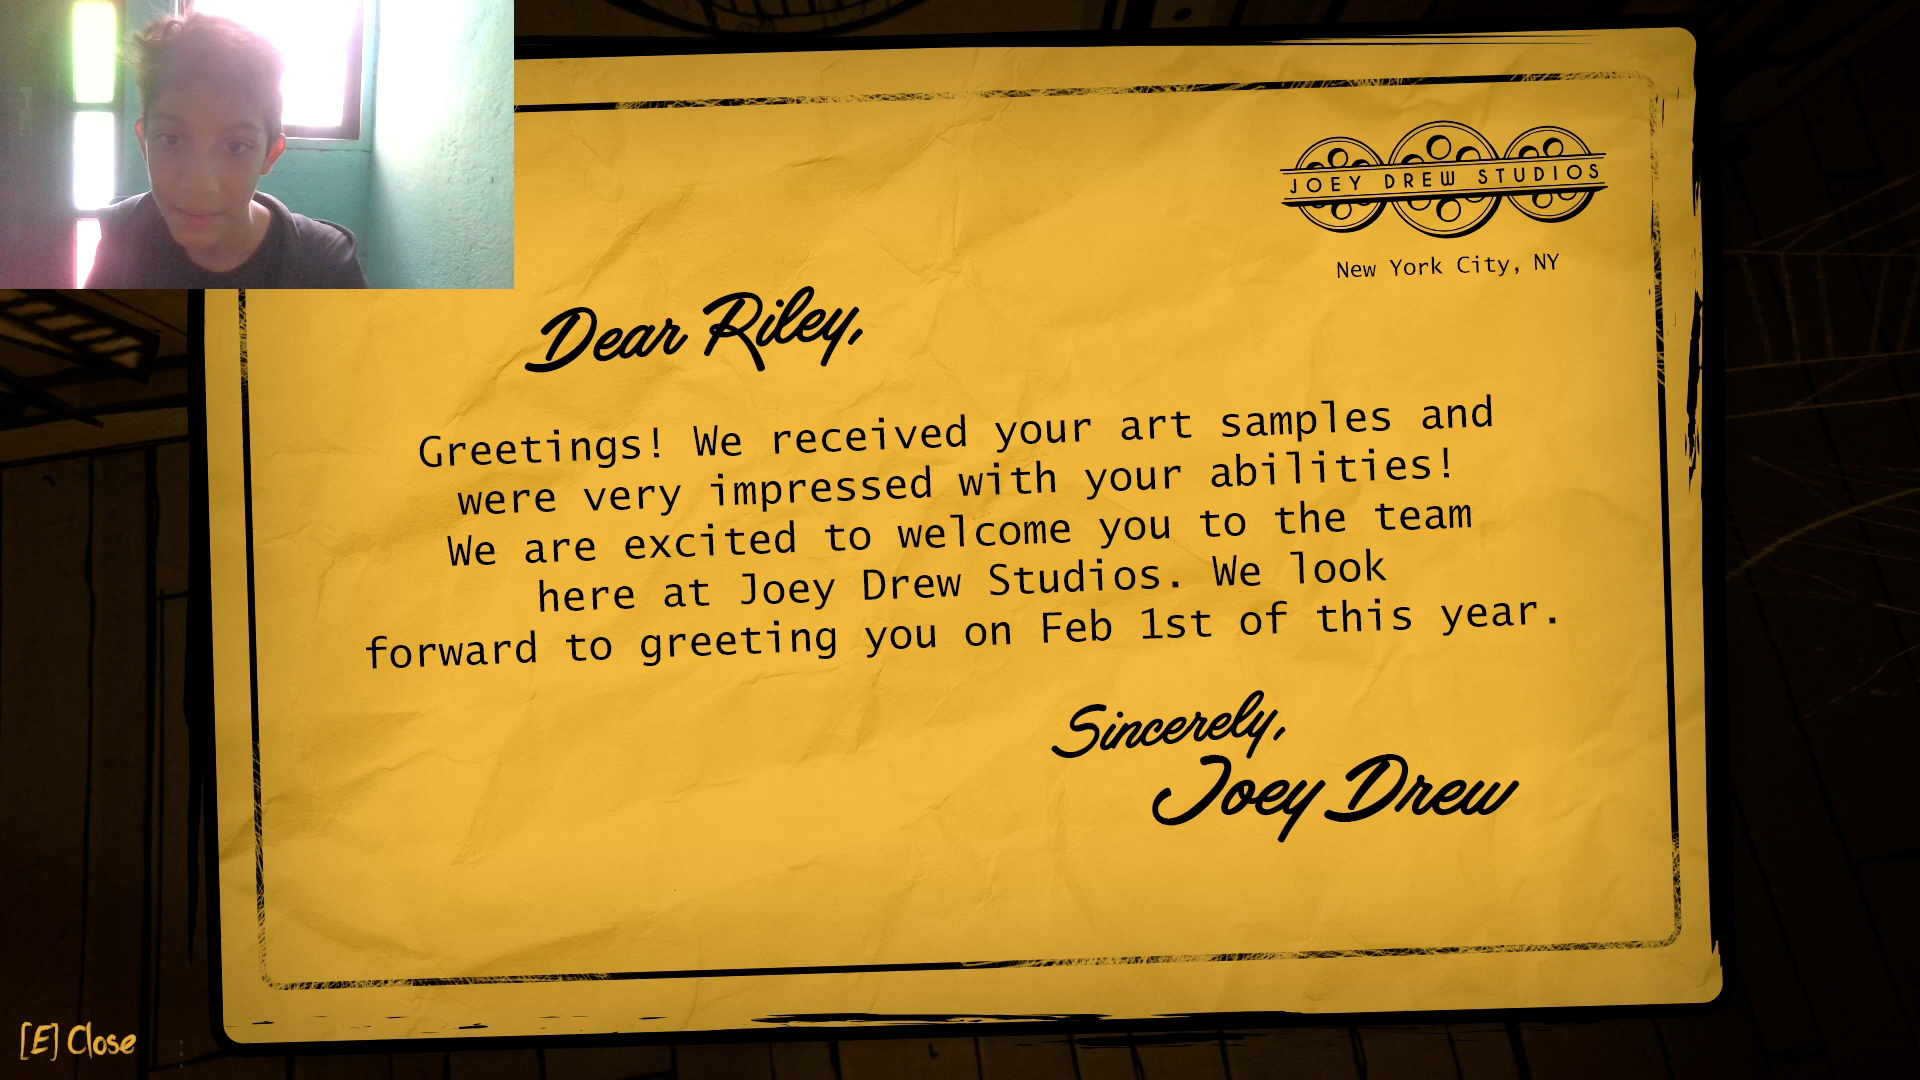 JOEY DREW STUDIOS
New York City, NY
Dear Riley,
Greetings! We received your art samples and
were very impressed with your abilities!
We are excited to welcome you to the team
here at Joey Drew Studios. We look
forward to greeting you on Feb 1st of this year.
Sincerely,
Joey Drew
[E] Close